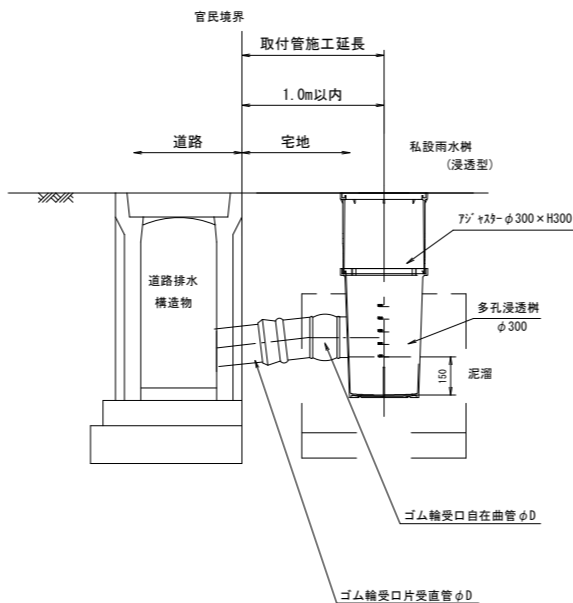 官民境界
取付管施工延長
1.0m以内
道路
宅地
私設雨水桝
(浸透型)
アジャスターφ300×H300
道路排水
構造物
多孔浸透桝
φ300
150
泥溜
ゴム輪受口自在曲管φD
ゴム輪受口片受直管φD